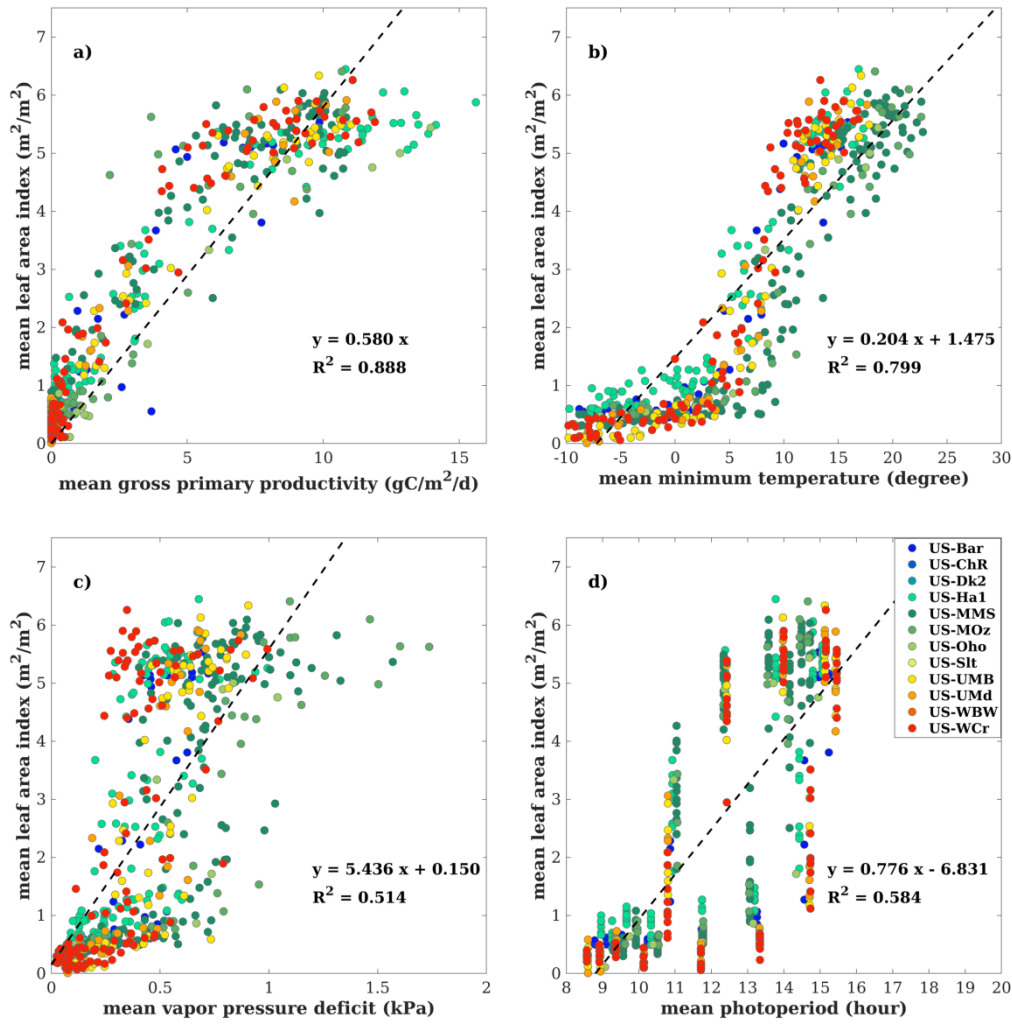 a)
mean leaf area index (m²/m²)
7
6
5
4
3
2
1
0
y = 0.580 x
R² = 0.888
0 5 10 15
mean gross primary productivity (gC/m²/d)
b)
mean leaf area index (m²/m²)
7
6
5
4
3
2
1
0
y = 0.204 x + 1.475
R² = 0.799
-10 -5 0 5 10 15 20 25 30
mean minimum temperature (degree)
c)
mean leaf area index (m²/m²)
7
6
5
4
3
2
1
0
y = 5.436 x + 0.150
R² = 0.514
0 0.5 1 1.5 2
mean vapor pressure deficit (kPa)
d)
mean leaf area index (m²/m²)
7
6
5
4
3
2
1
0
US-Bar
US-ChR
US-Dk2
US-Ha1
US-MMS
US-MOz
US-Oho
US-Slt
US-UMB
US-UMd
US-WBW
US-WCr
y = 0.776 x - 6.831
R² = 0.584
8 9 10 11 12 13 14 15 16 17 18 19 20
mean photoperiod (hour)